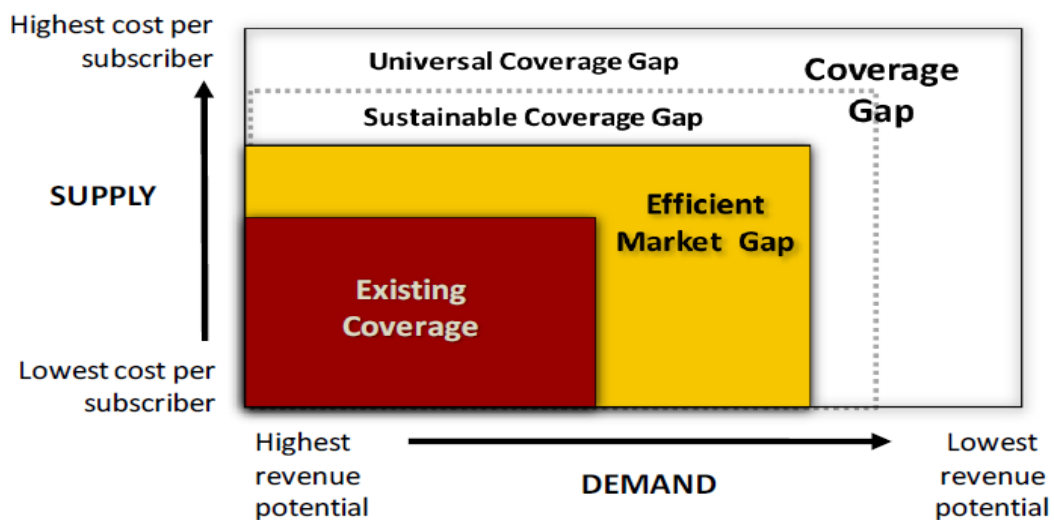 Highest cost per
subscriber
Universal Coverage Gap
Coverage
Gap
Sustainable Coverage Gap
SUPPLY
Efficient
Market Gap
Existing
Coverage
Lowest cost per
subscriber
Highest
revenue
potential
DEMAND
Lowest
revenue
potential